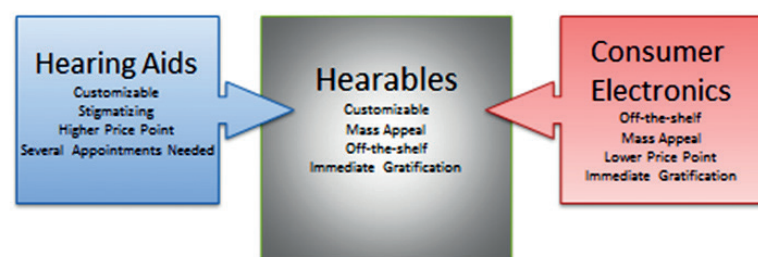 Hearing Aids
Customizable
Stigmatizing
Higher Price Point
Several Appointments Needed
Hearables
Customizable
Mass Appeal
Off-the-shelf
Immediate Gratification
Consumer
Electronics
Off-the-shelf
Mass Appeal
Lower Price Point
Immediate Gratification